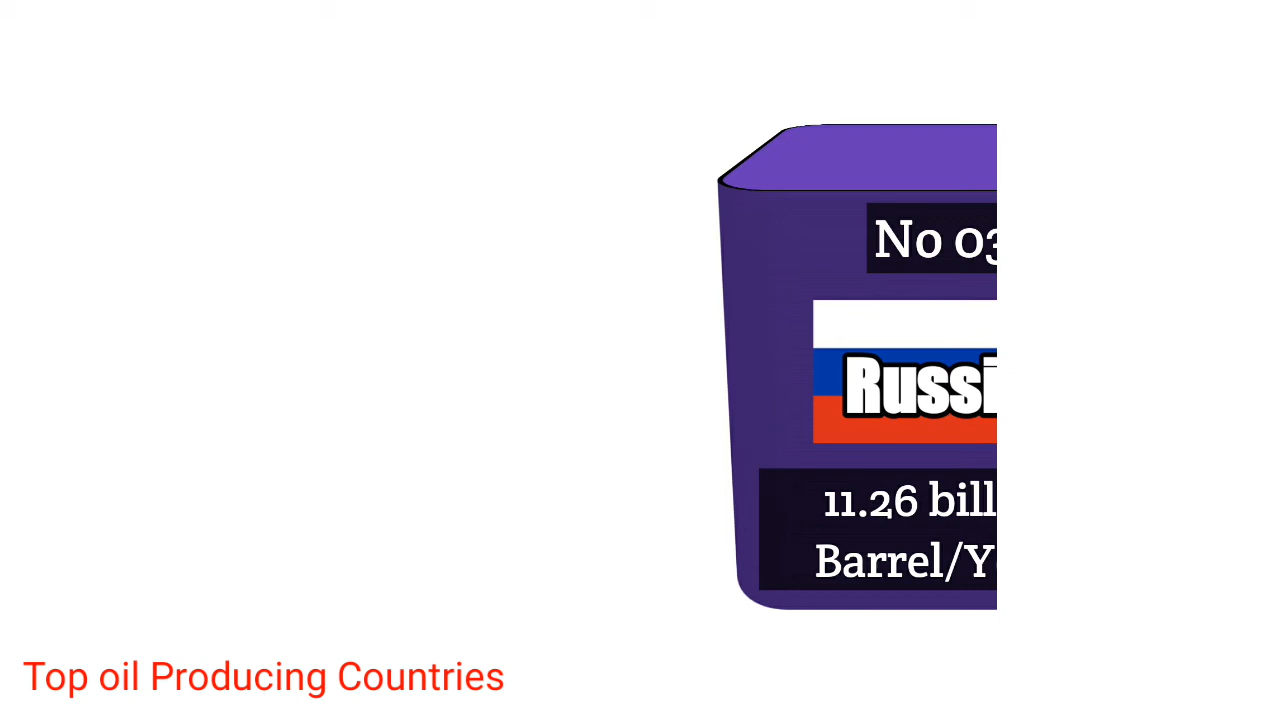 No 03
Russi
11.26 bill
Barrel/Y
Top oil Producing Countries